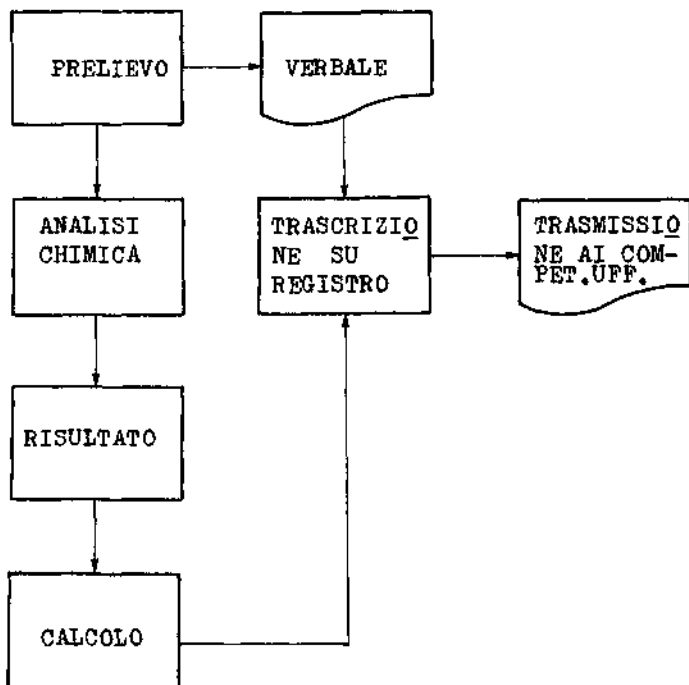 PRELIEVO
VERBALE
ANALISI
CHIMICA
TRASCRIZIO
NE SU
REGISTRO
TRASMISSIO
NE AI COM-
PET.UFF.
RISULTATO
CALCOLO